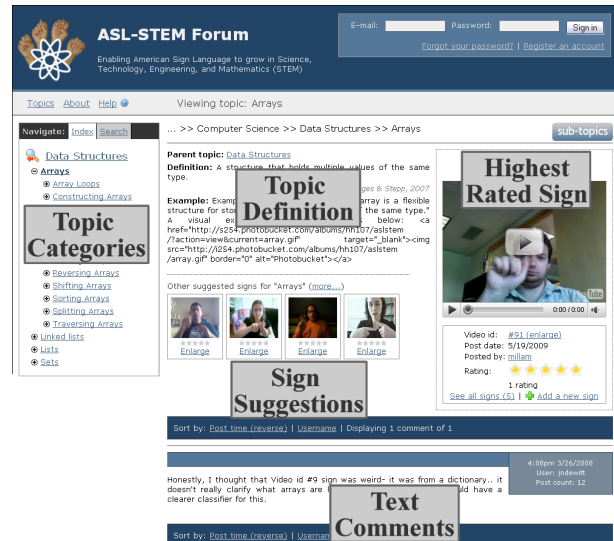 ASL-STEM Forum
Enabling American Sign Language to grow in Science,
Technology, Engineering, and Mathematics (STEM)
E-mail: Password: Sign in
Forgot your password? | Register an account
Topics About Help
Viewing topic: Arrays
Navigate: Index Search
Data Structures
Arrays
Array Loops
Constructing Arrays
Topic
Categories
Reversing Arrays
Shifting Arrays
Sorting Arrays
Splitting Arrays
Traversing Arrays
Linked lists
Lists
Sets
... >> Computer Science >> Data Structures >> Arrays
sub-topics
Parent topic: Data Structures
Definition: A structure that holds multiple values of the same
type.
& Stepp, 2007
Topic
Definition
Example: array is a flexible
structure for the same type."
A visual below: <a
href="http://s254.photobucket.com/albums/hh107/aslstem
/?action=view&current=array.gif" target="_blank"><img
src="http://i254.photobucket.com/albums/hh107/aslstem
/array.gif" border="0" alt="Photobucket"></a>
Other suggested signs for "Arrays" (more...)
Enlarge Enlarge Enlarge Enlarge
Sign
Suggestions
Highest
Rated Sign
You Tube
0:00 / 0:00
Video id: #91 (enlarge)
Post date: 5/19/2009
Posted by: millam
Rating:
1 rating
See all signs (5) | Add a new sign
Sort by: Post time (reverse) | Username | Displaying 1 comment of 1
4:08pm 3/26/2008
User: jndewitt
Post count: 12
Honestly, I thought that Video id #9 sign was weird- it was from a dictionary.. it
doesn't really clarify what arrays are have a
clearer classifier for this.
Text
Comments
Sort by: Post time (reverse) |